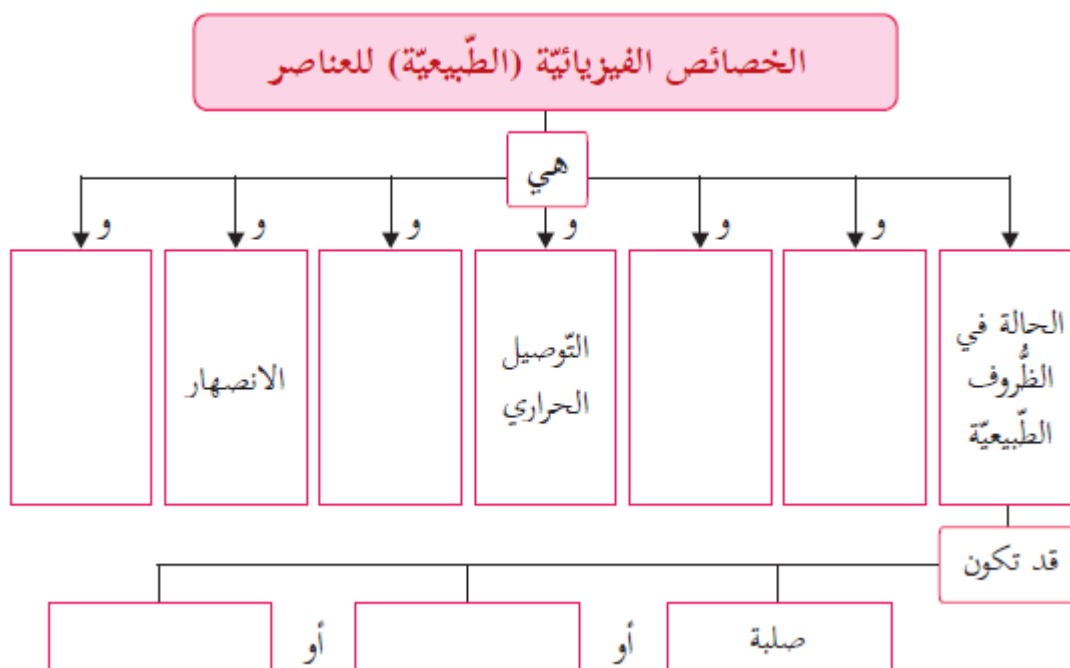 الخصائص الفيزيائيّة (الطّبيعيّة) للعناصر
هي
و و و و و و
الحالة في
الظُّروف
الطّبيعيّة
التّوصيل
الحراري
الانصهار
قد تكون
صلبة
أو
أو